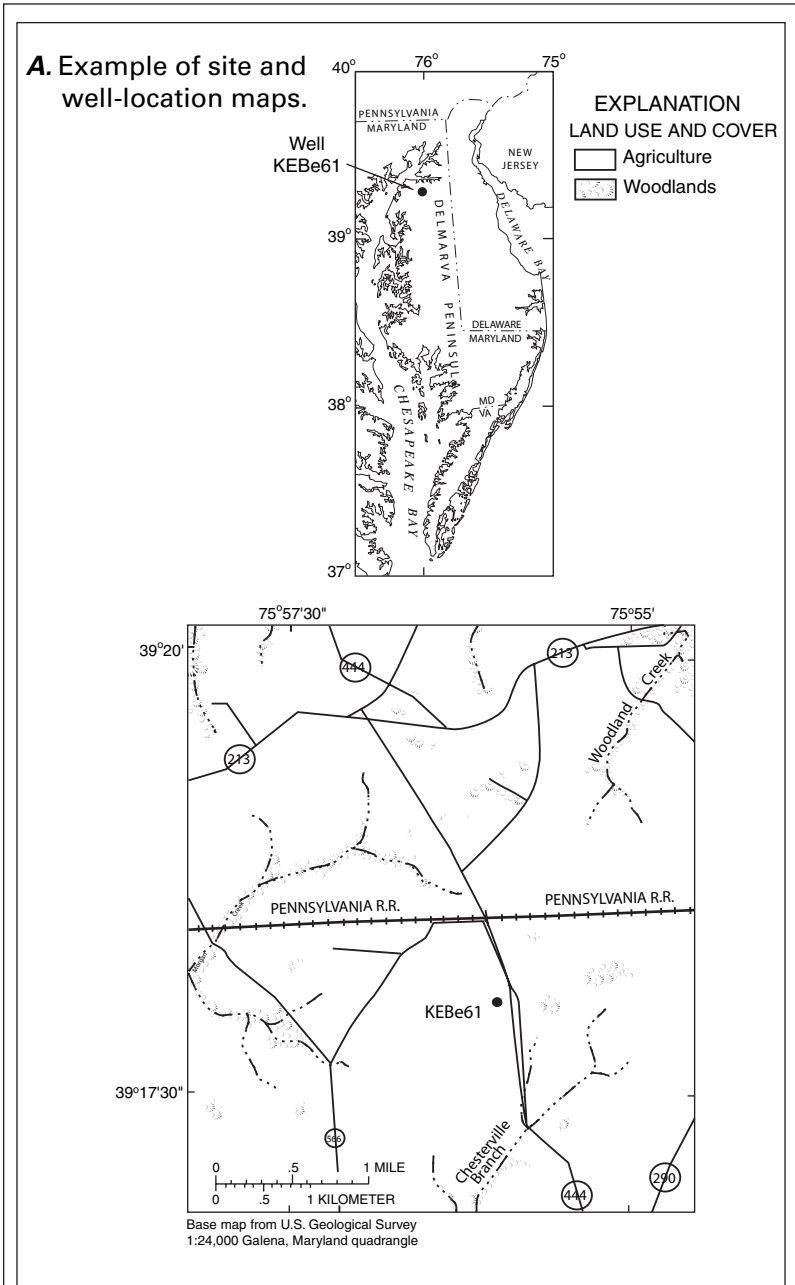 A. Example of site and
well-location maps.
40°
76°
75°
PENNSYLVANIA
MARYLAND
Well
KEBe61
NEW
JERSEY
DELAWARE BAY
DELMARVA PENINSUL
39°
DELAWARE
MARYLAND
MD
VA
38°
CHESAPEAKE BAY
37°
EXPLANATION
LAND USE AND COVER
Agriculture
Woodlands
75°57'30"
75°55'
39°20'
444
213
Woodland Creek
213
PENNSYLVANIA R.R.
PENNSYLVANIA R.R.
Morgan Creek
KEBe61
39°17'30"
566
Chesterville
Branch
444
290
0 .5 1 MILE
0 .5 1 KILOMETER
Base map from U.S. Geological Survey
1:24,000 Galena, Maryland quadrangle